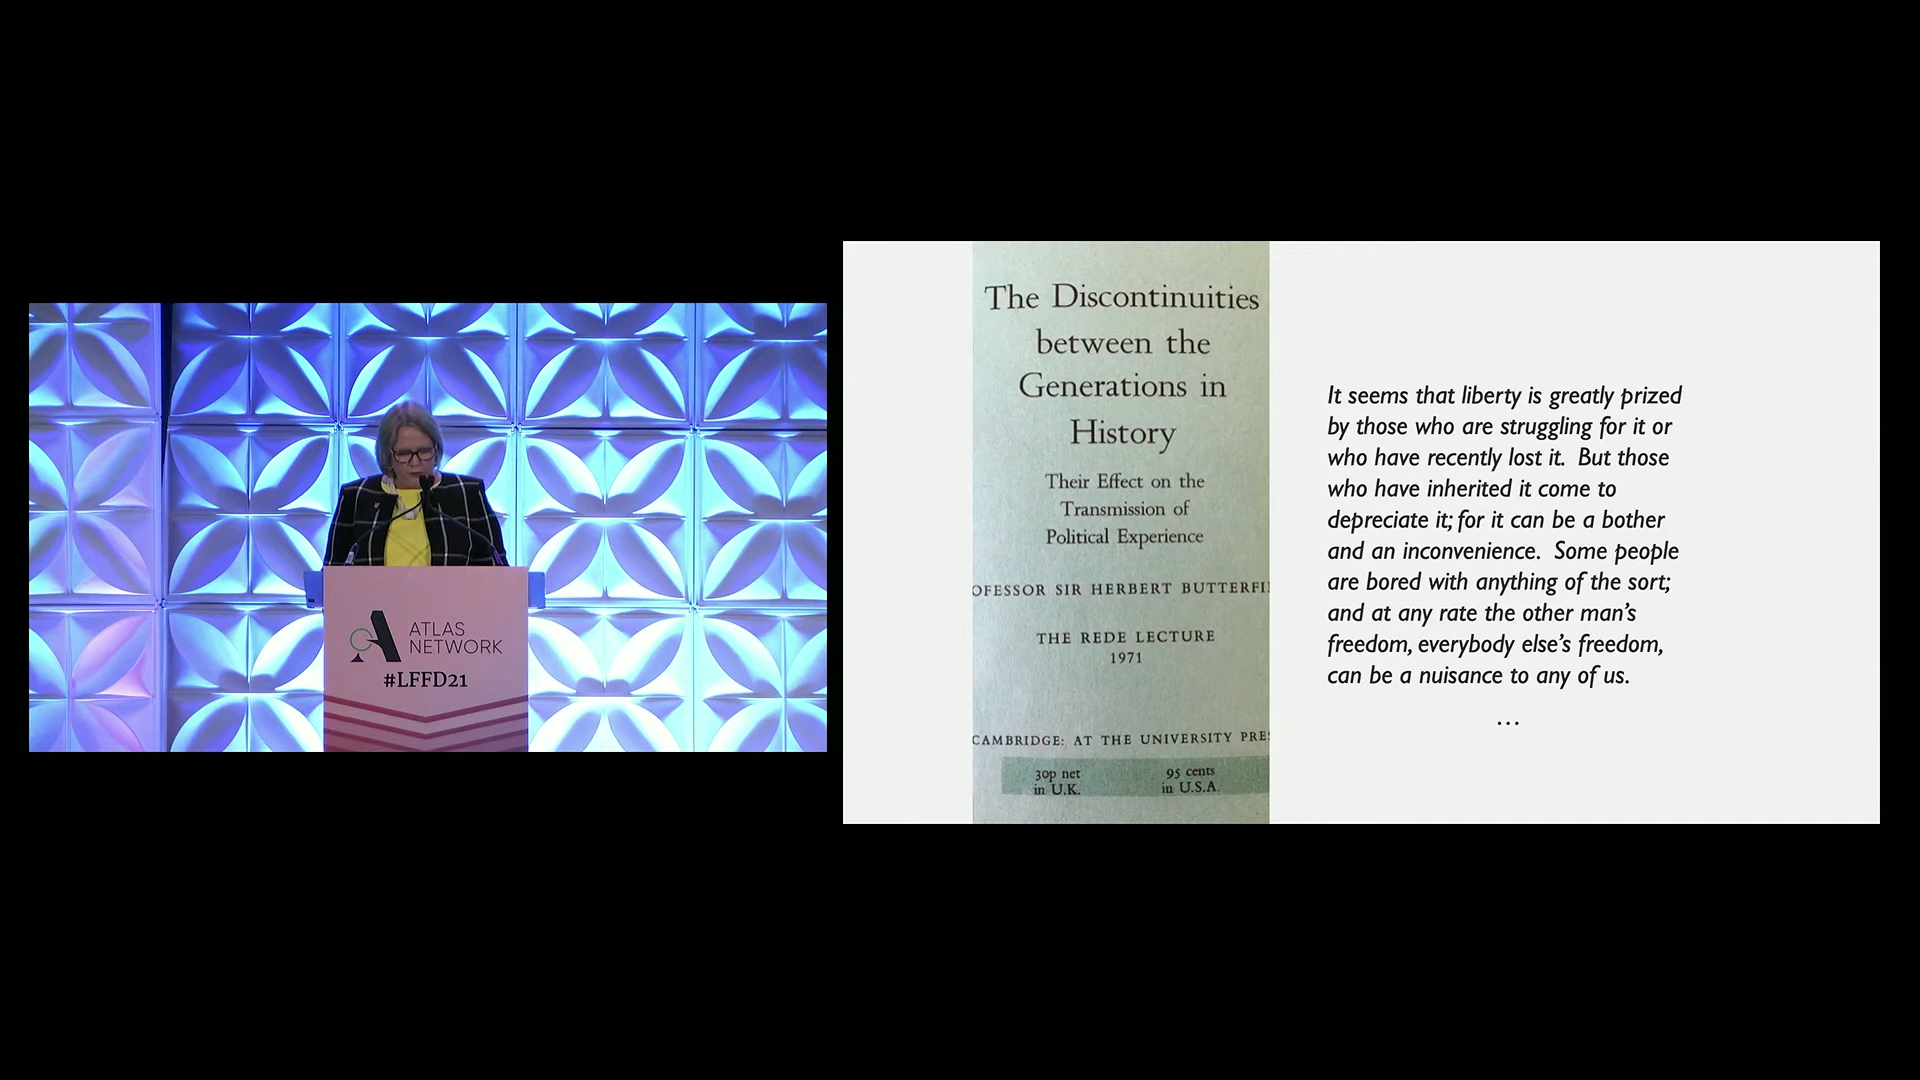 ATLAS
NETWORK
#LFFD21
The Discontinuities
between the
Generations in
History
Their Effect on the
Transmission of
Political Experience
OFESSOR SIR HERBERT BUTTERFI
THE REDE LECTURE
1971
CAMBRIDGE: AT THE UNIVERSITY PRES
30p net
in U.K.
95 cents
in U.S.A.
It seems that liberty is greatly prized
by those who are struggling for it or
who have recently lost it. But those
who have inherited it come to
depreciate it; for it can be a bother
and an inconvenience. Some people
are bored with anything of the sort;
and at any rate the other man’s
freedom, everybody else’s freedom,
can be a nuisance to any of us.
…